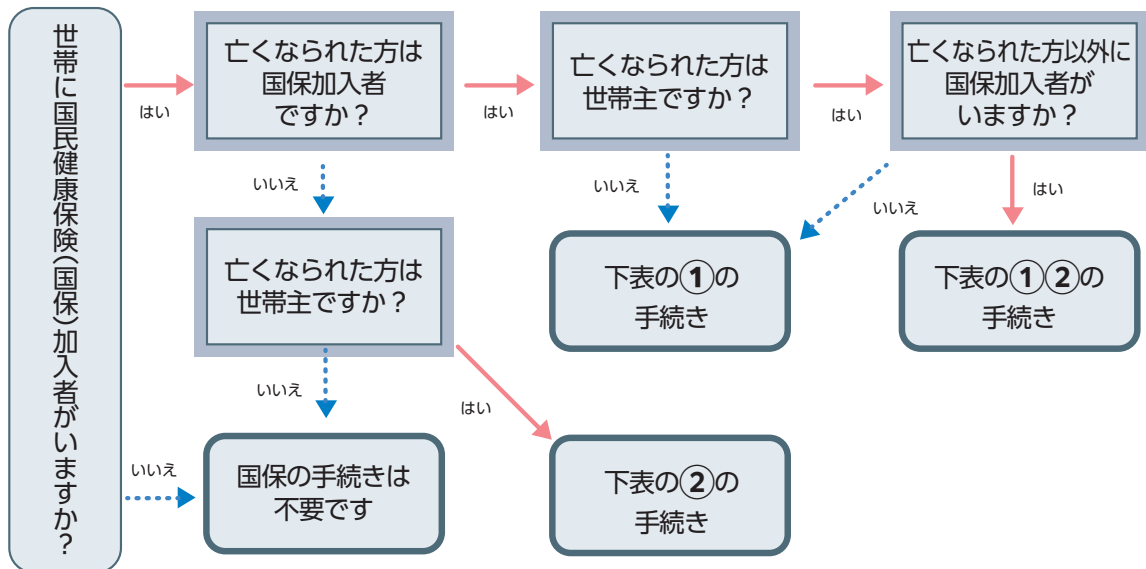 世帯に国民健康保険(国保)加入者がいますか？
はい
亡くなられた方は
国保加入者
ですか？
はい
亡くなられた方は
世帯主ですか？
はい
亡くなられた方以外に
国保加入者が
いますか？
いいえ
いいえ
いいえ
はい
亡くなられた方は
世帯主ですか？
下表の①の
手続き
下表の①②の
手続き
いいえ
はい
いいえ
国保の手続きは
不要です
下表の②の
手続き